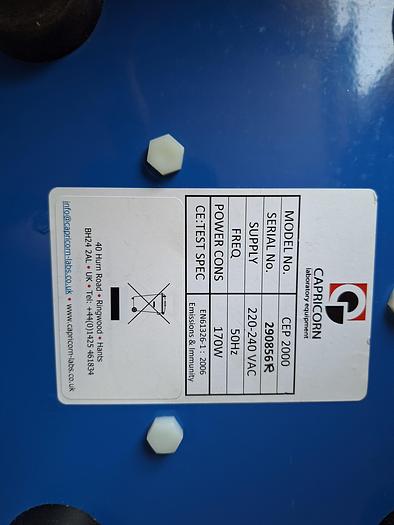 CAPRICORN
laboratory equipment
MODEL No. CEP 2000
SERIAL No. 290856R
SUPPLY 220-240 VAC
FREQ 50Hz
POWER CONS 170W
CE:TEST SPEC EN61326-1 : 2006
Emissions & Immunity
40 Hurn Road • Ringwood • Hants
BH24 2AL • UK • Tel: +44(0)1425 461834
info@capricorn-labs.co.uk • www.capricorn-labs.co.uk